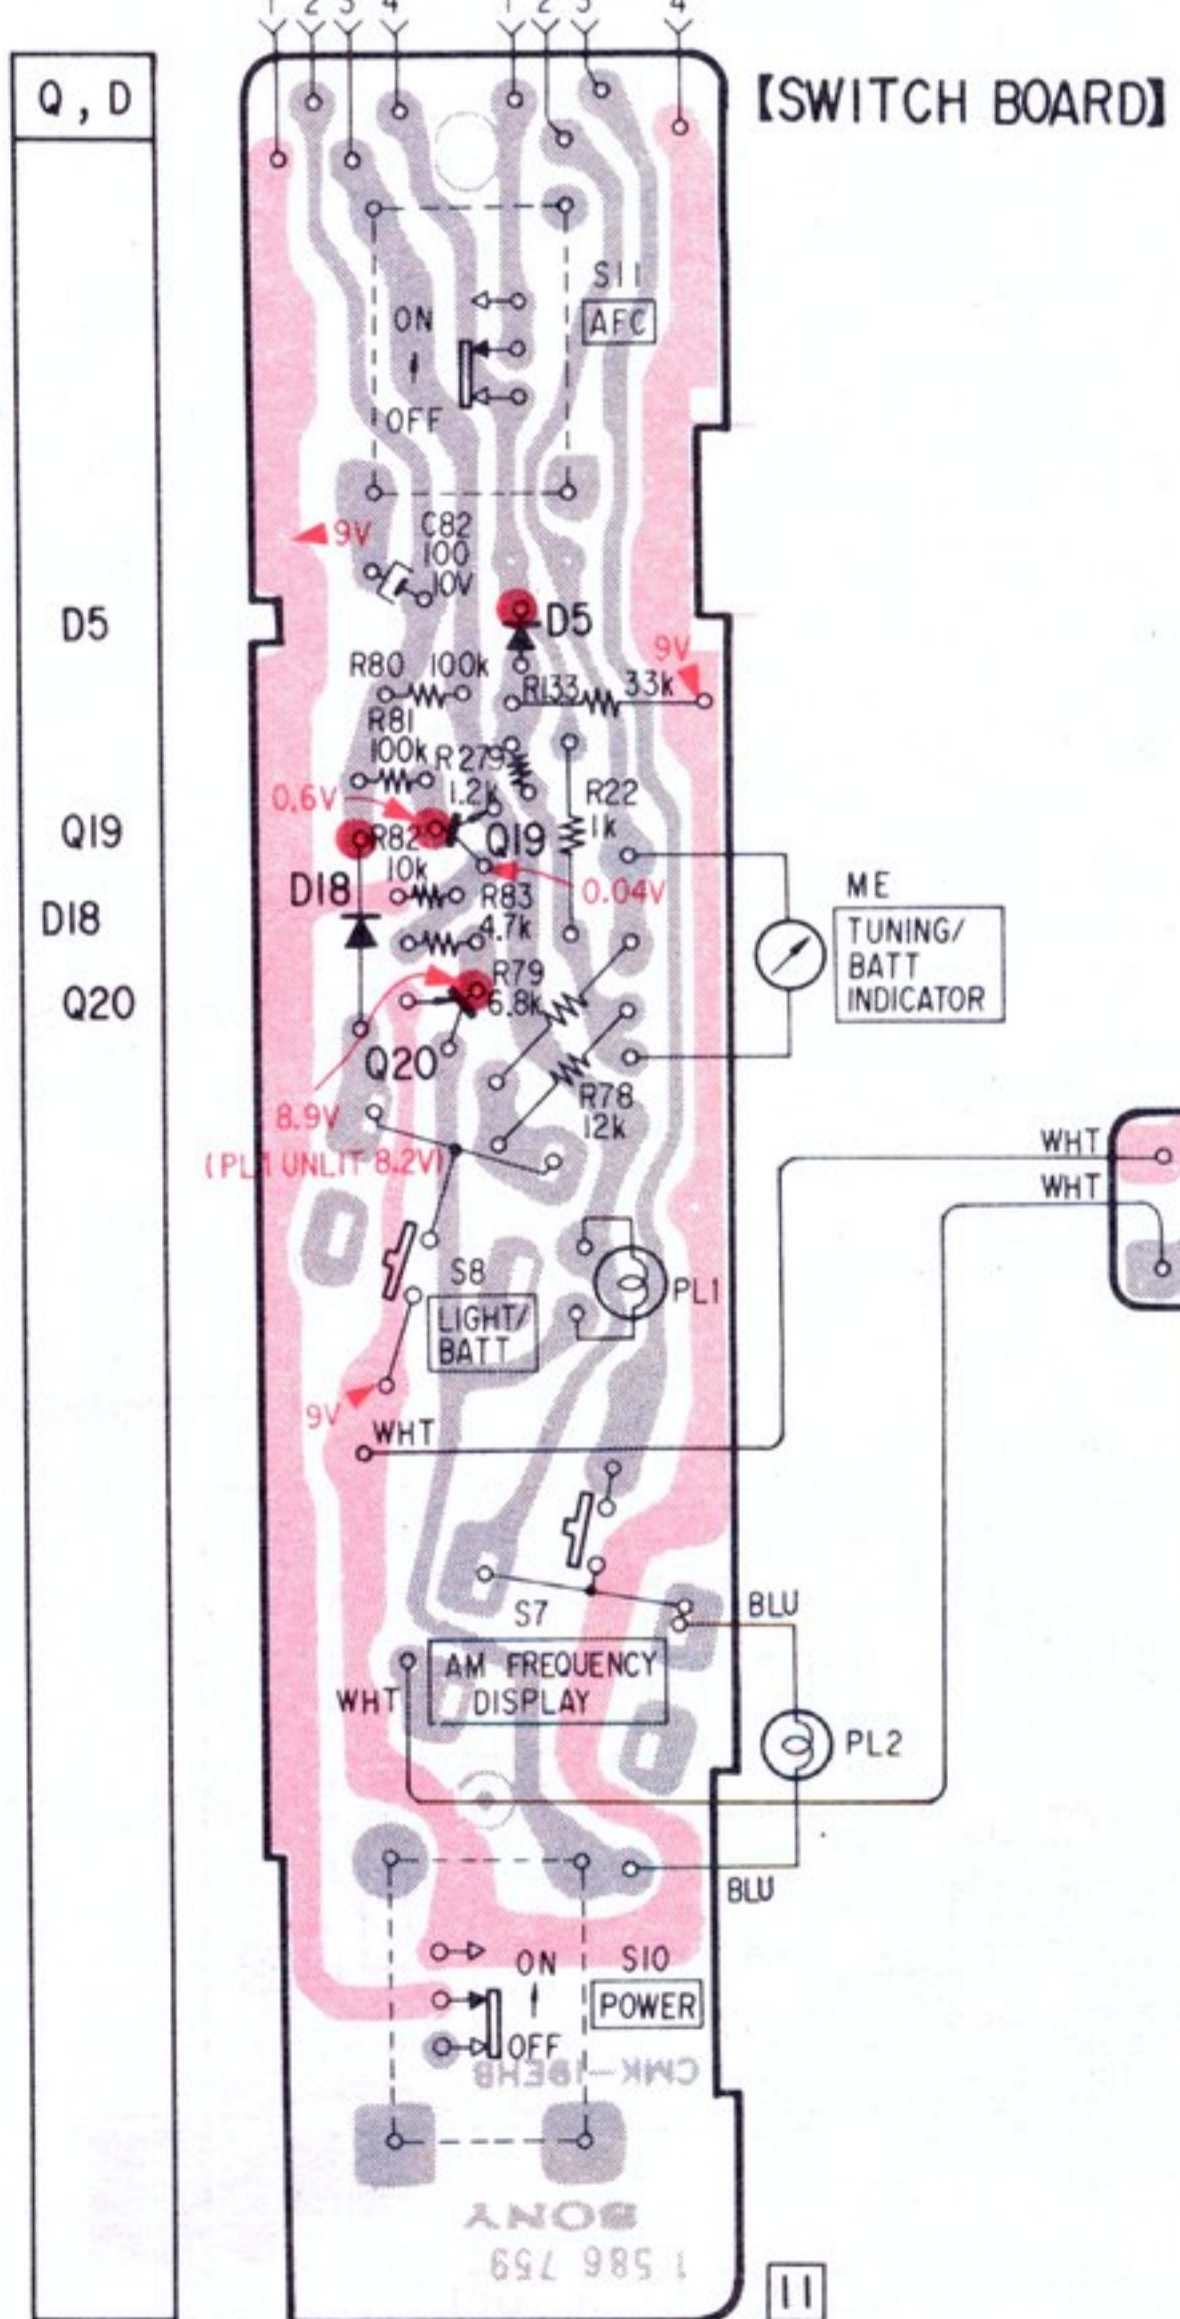 1 2 3 4 1 2 3 4
Q, D
【SWITCH BOARD】
S11
AFC
ON
OFF
9V
C82
100
10V
D5
D5
R80 100k
9V
R133 33k
R81
100k
R279
1.2k
0.6V
R22
1k
Q19
R82
10k
Q19
D18
0.04V
R83
4.7k
D18
ME
TUNING/
BATT
INDICATOR
Q20
R79
6.8k
Q20
8.9V
(PL1 UNLIT 8.2V)
R78
12k
WHT
WHT
S8
LIGHT/
BATT
PL1
9V
WHT
S7
BLU
AM FREQUENCY
DISPLAY
WHT
PL2
BLU
ON
S10
POWER
OFF
CMK-19EHB
SONY
1 586 759
11